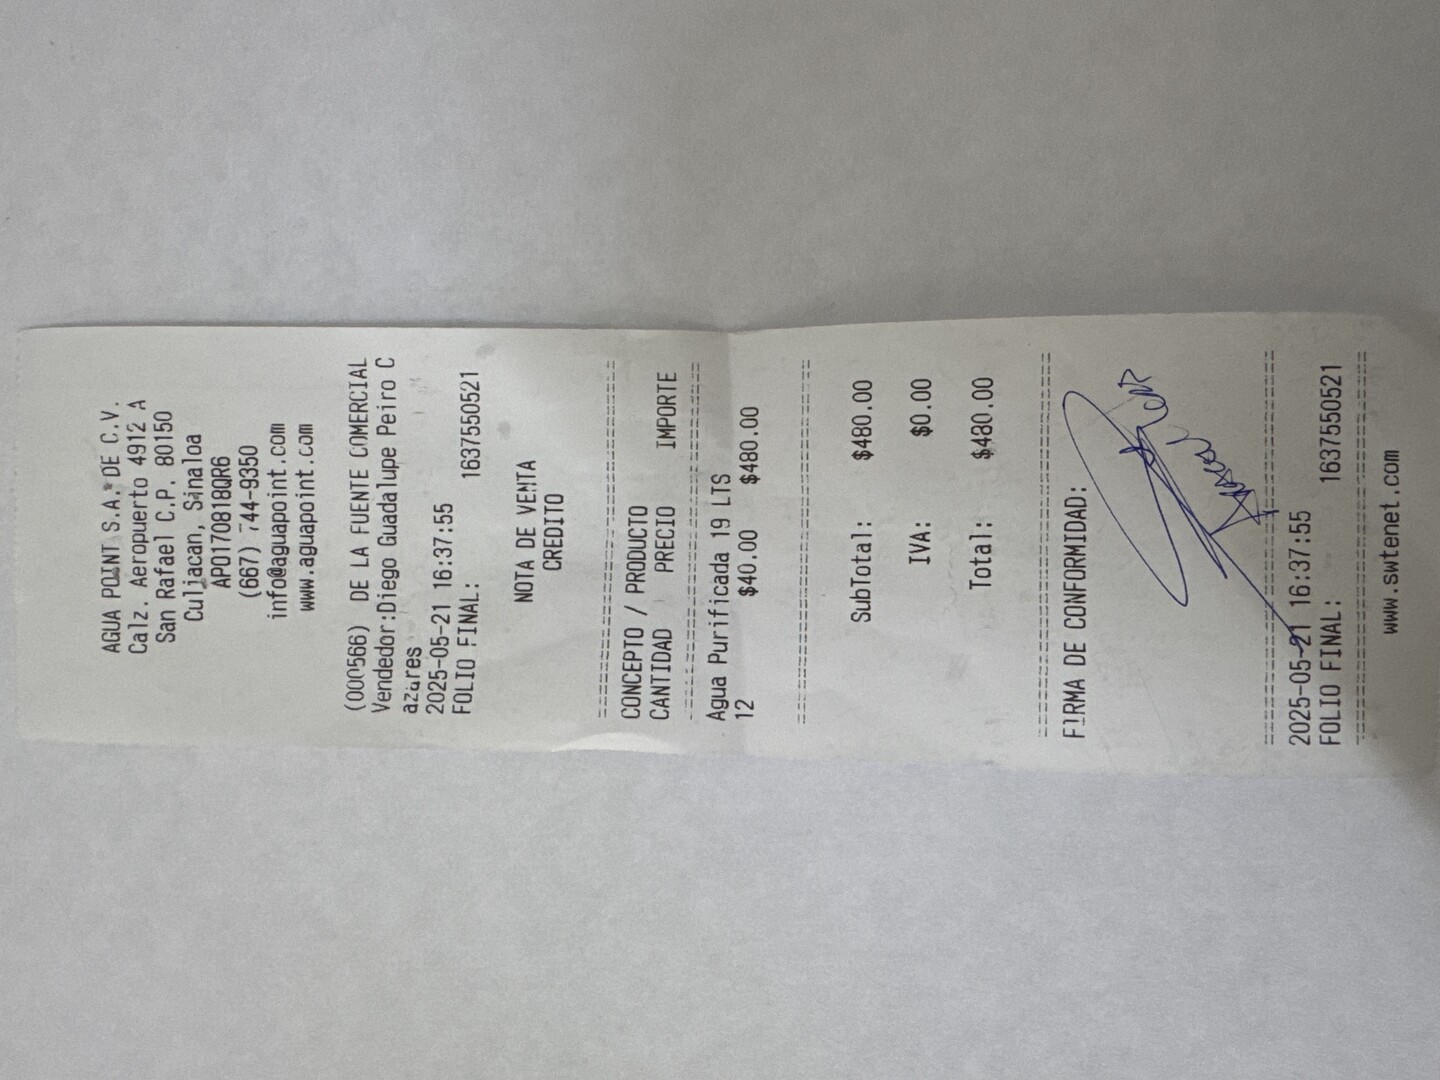 AGUA POINT S.A. DE C.V.
Calz. Aeropuerto 4912 A
San Rafael C.P. 80150
Culiacan, Sinaloa
APO170818QR6
(667) 744-9350
info@aguapoint.com
www.aguapoint.com
(000566) DE LA FUENTE COMERCIAL
Vendedor:Diego Guadalupe Peiro C
azares
2025-05-21 16:37:55
FOLIO FINAL: 1637550521
NOTA DE VENTA
CREDITO
CONCEPTO / PRODUCTO
CANTIDAD PRECIO IMPORTE
Agua Purificada 19 LTS
12 $40.00 $480.00
SubTotal: $480.00
IVA: $0.00
Total: $480.00
FIRMA DE CONFORMIDAD:
2025-05-21 16:37:55
FOLIO FINAL: 1637550521
www.swtenet.com